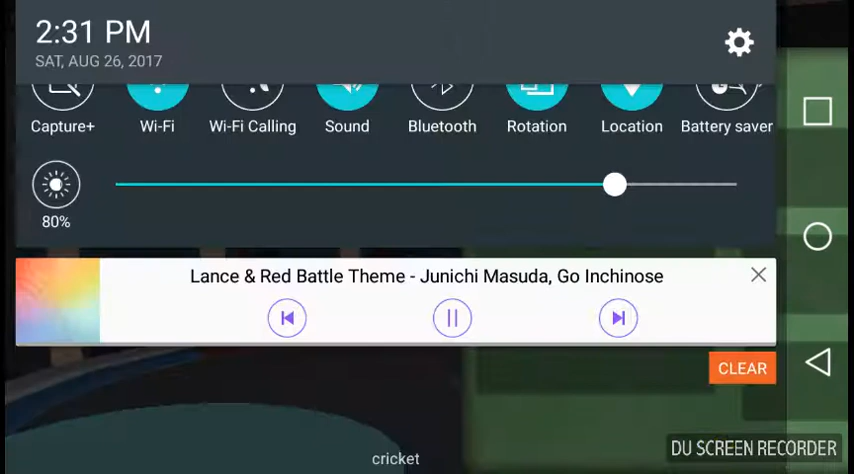 2:31 PM
SAT, AUG 26, 2017
Capture+ Wi-Fi Wi-Fi Calling Sound Bluetooth Rotation Location Battery saver
80%
Lance & Red Battle Theme - Junichi Masuda, Go Inchinose
CLEAR
DU SCREEN RECORDER
cricket